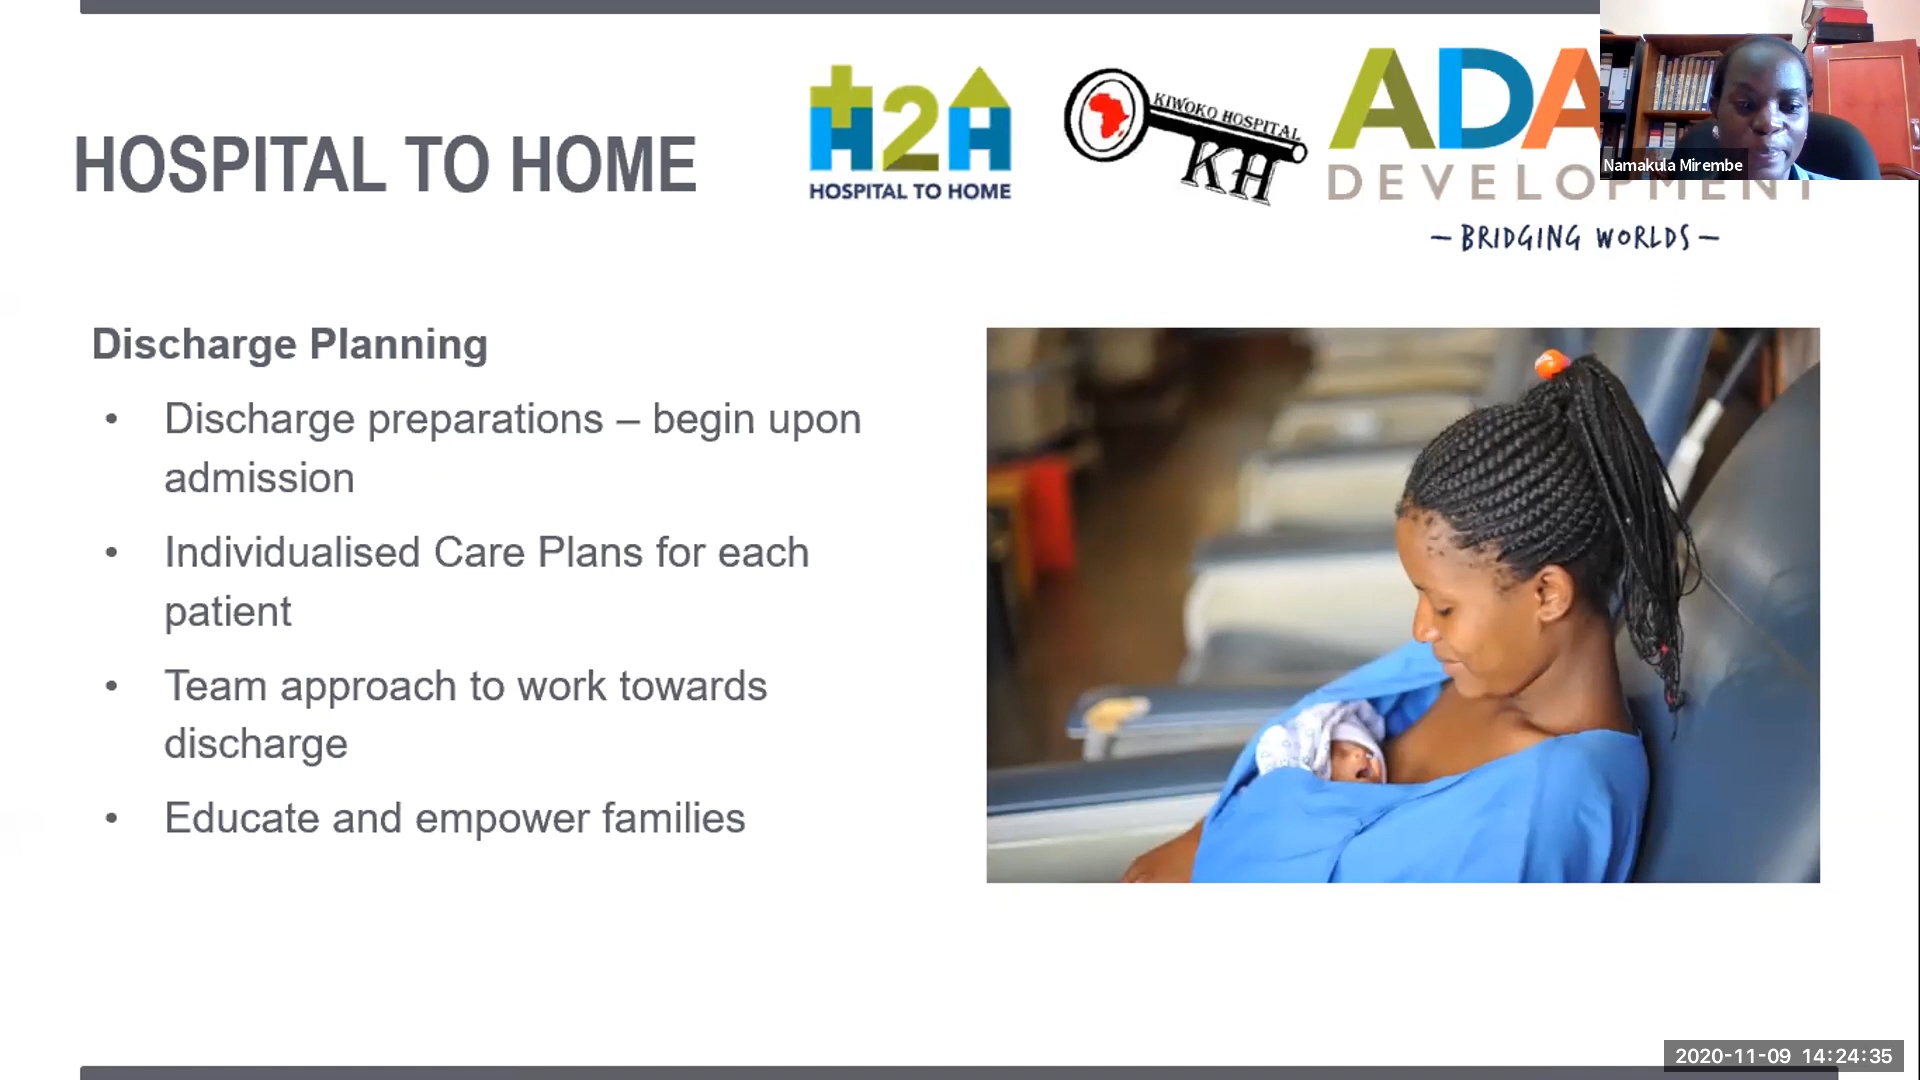 HOSPITAL TO HOME
H2H
HOSPITAL TO HOME
KIWOKO HOSPITAL
KH
ADA
DEVELOPMENT
– BRIDGING WORLDS –
Namakula Mirembe
Discharge Planning
• Discharge preparations – begin upon
admission
• Individualised Care Plans for each
patient
• Team approach to work towards
discharge
• Educate and empower families
2020-11-09 14:24:35